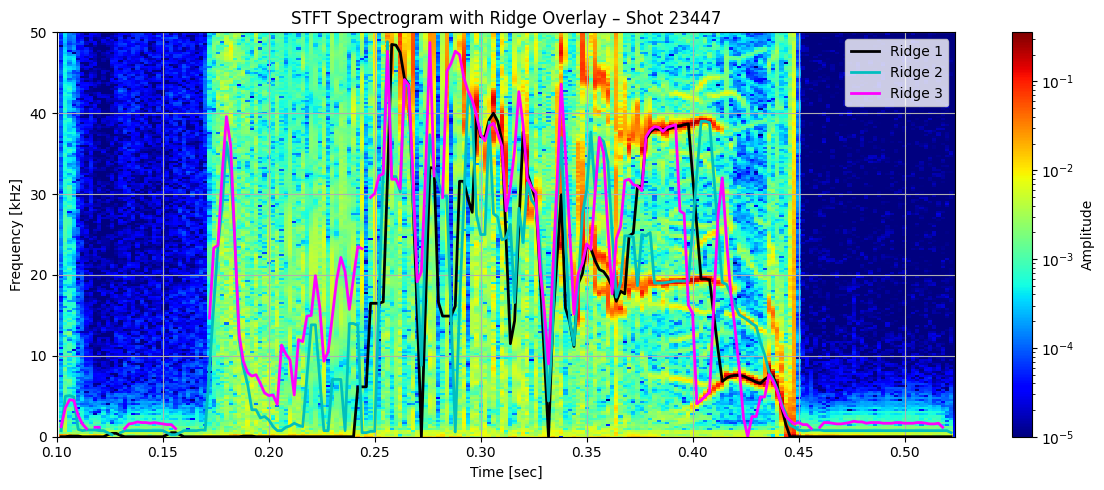 STFT Spectrogram with Ridge Overlay – Shot 23447
Frequency [kHz]
50
40
30
20
10
0
0.10 0.15 0.20 0.25 0.30 0.35 0.40 0.45 0.50
Time [sec]
Ridge 1
Ridge 2
Ridge 3
10⁻¹
10⁻²
10⁻³
10⁻⁴
10⁻⁵
Amplitude